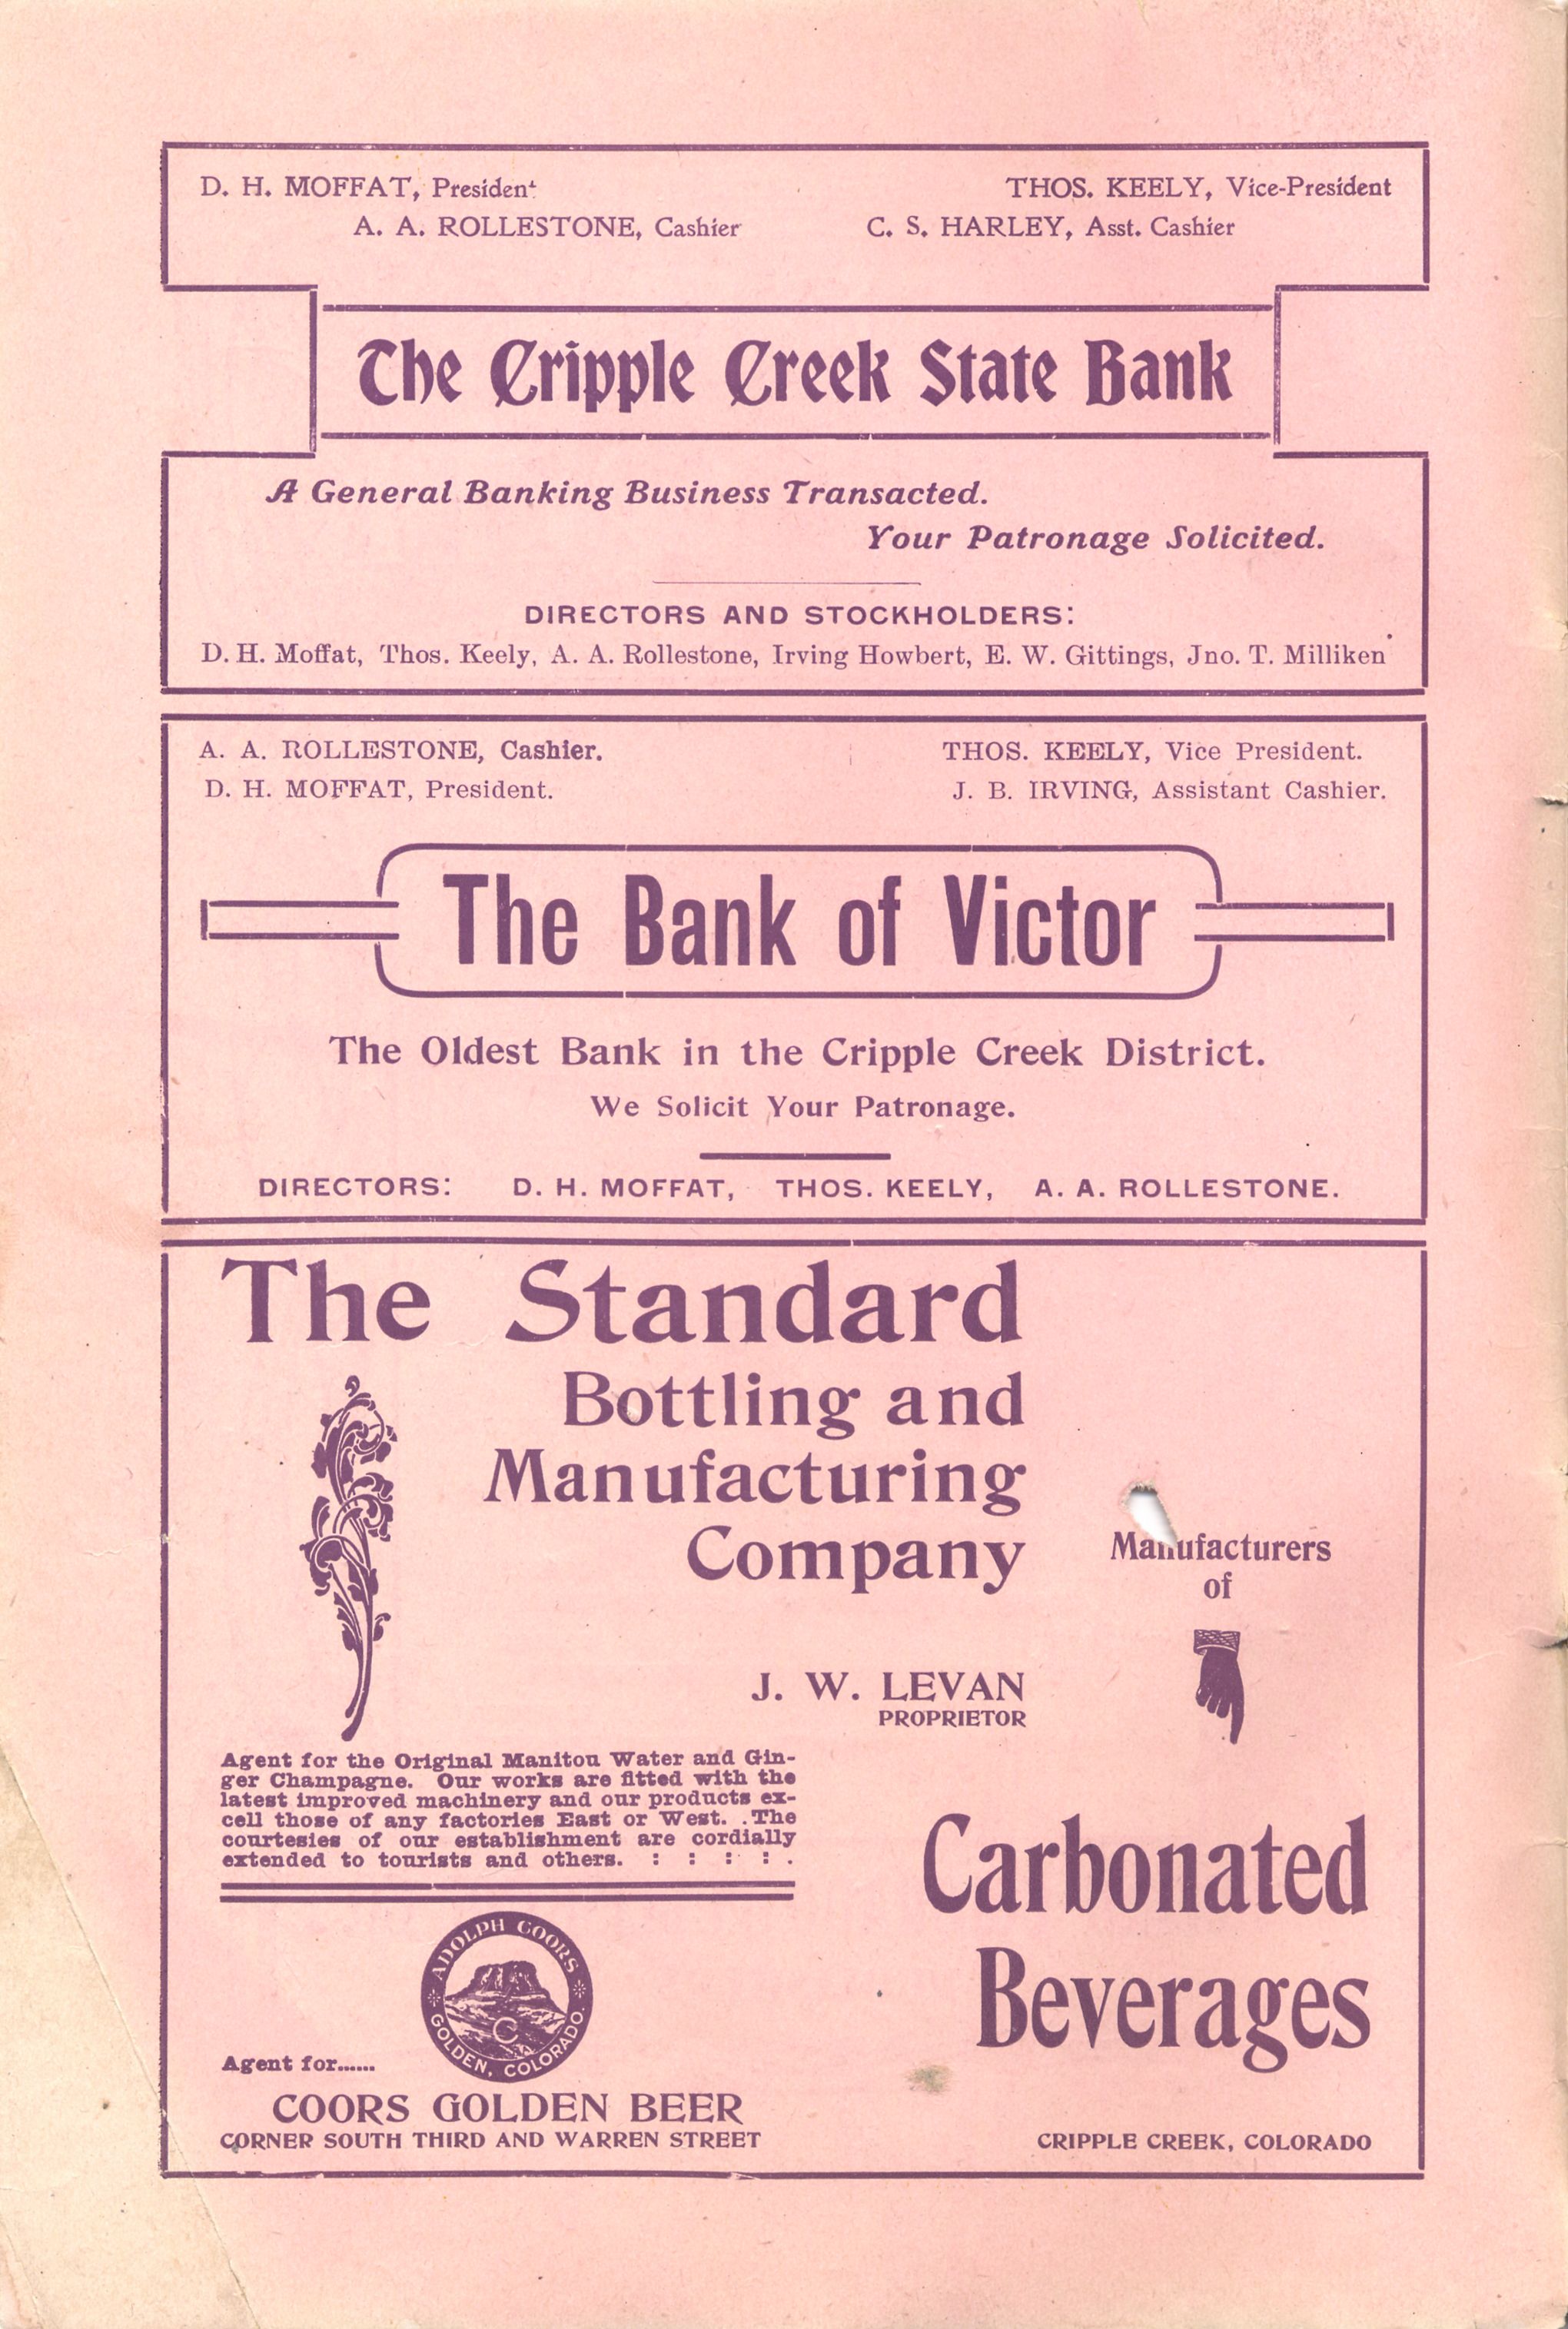 D. H. MOFFAT, President
THOS. KEELY, Vice-President
A. A. ROLLESTONE, Cashier
C. S. HARLEY, Asst. Cashier
The Cripple Creek State Bank
A General Banking Business Transacted.
Your Patronage Solicited.
DIRECTORS AND STOCKHOLDERS:
D. H. Moffat, Thos. Keely, A. A. Rollestone, Irving Howbert, E. W. Gittings, Jno. T. Milliken
A. A. ROLLESTONE, Cashier.
THOS. KEELY, Vice President.
D. H. MOFFAT, President.
J. B. IRVING, Assistant Cashier.
The Bank of Victor
The Oldest Bank in the Cripple Creek District.
We Solicit Your Patronage.
DIRECTORS: D. H. MOFFAT, THOS. KEELY, A. A. ROLLESTONE.
The Standard
Bottling and
Manufacturing
Company
J. W. LEVAN
PROPRIETOR
Manufacturers
of
Agent for the Original Manitou Water and Gin-
ger Champagne. Our works are fitted with the
latest improved machinery and our products ex-
cell those of any factories East or West. .The
courtesies of our establishment are cordially
extended to tourists and others. : : : : .
Carbonated
Beverages
ADOLPH COORS
C
GOLDEN, COLORADO
Agent for......
COORS GOLDEN BEER
CORNER SOUTH THIRD AND WARREN STREET
CRIPPLE CREEK, COLORADO